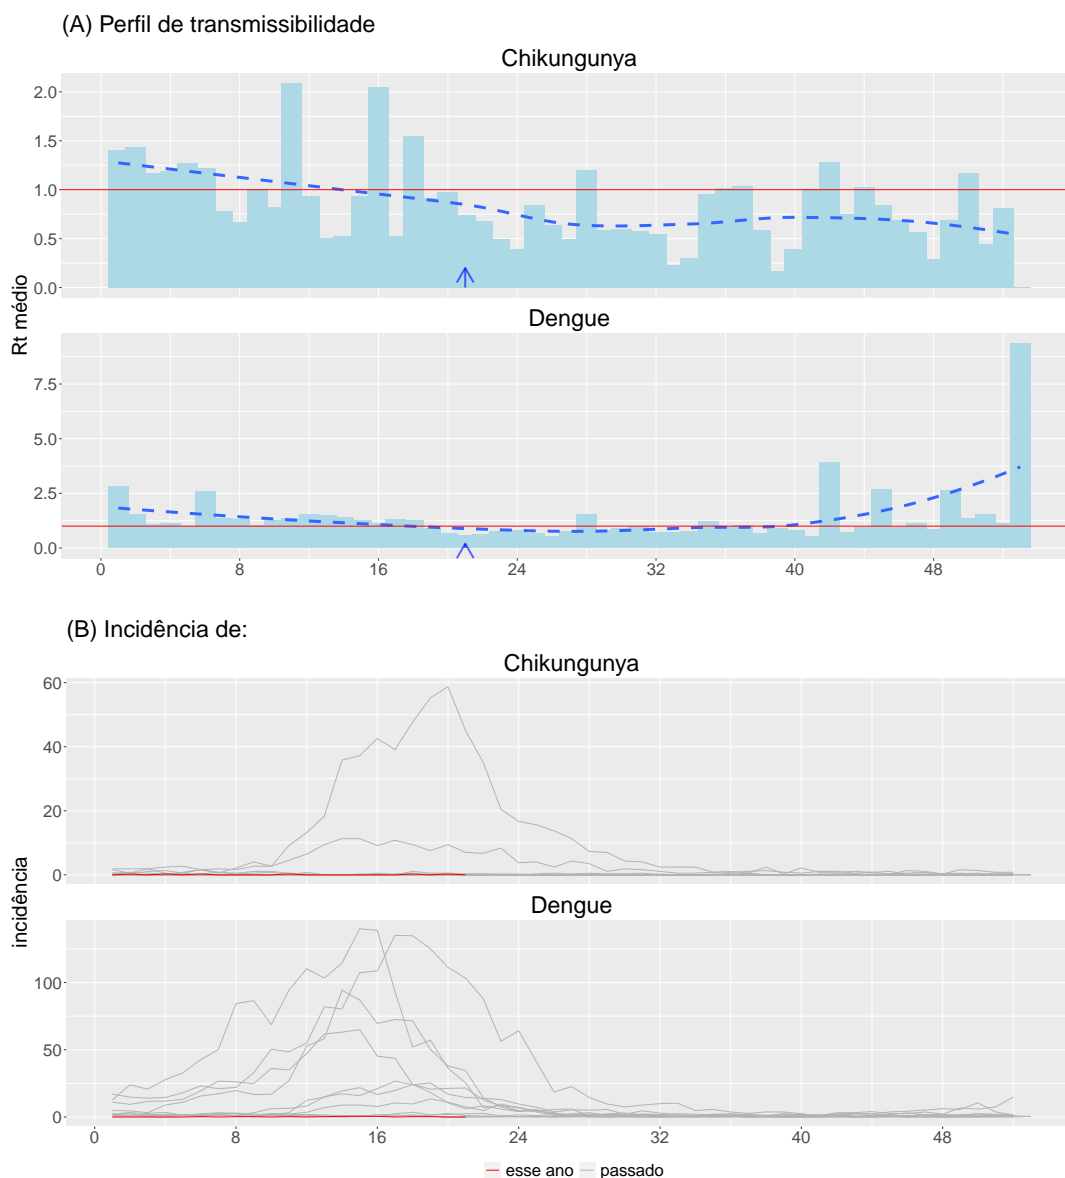 (A) Perfil de transmissibilidade
Chikungunya
2.0
1.5
1.0
0.5
0.0
Rt médio
Dengue
7.5
5.0
2.5
0.0
0 8 16 24 32 40 48
(B) Incidência de:
Chikungunya
60
40
20
0
incidência
Dengue
100
50
0
0 8 16 24 32 40 48
esse ano passado